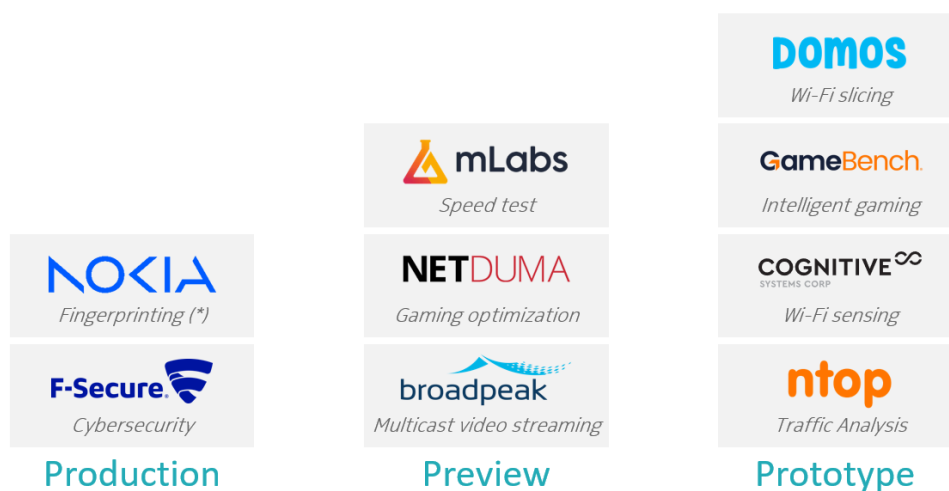 NOKIA
Fingerprinting (*)
F-Secure.
Cybersecurity
Production
mLabs
Speed test
NETDUMA
Gaming optimization
broadpeak
Multicast video streaming
Preview
DOMOS
Wi-Fi slicing
GameBench.
Intelligent gaming
COGNITIVE
SYSTEMS CORP
Wi-Fi sensing
ntop
Traffic Analysis
Prototype